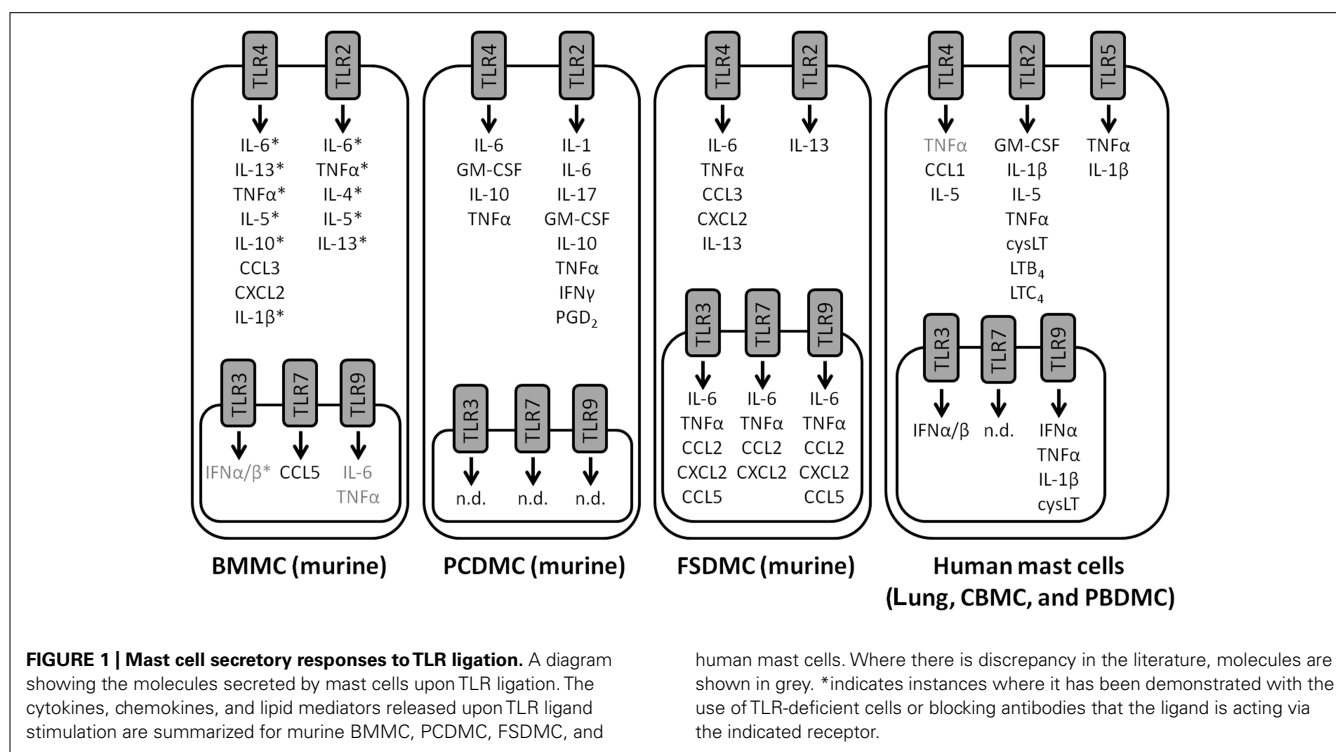 TLR4
TLR2
IL-6*
IL-13*
TNFα*
IL-5*
IL-10*
CCL3
CXCL2
IL-1β*
IL-6*
TNFα*
IL-4*
IL-5*
IL-13*
TLR3
TLR7
TLR9
IFNα/β*
CCL5
IL-6
TNFα
BMMC (murine)
TLR4
TLR2
IL-6
GM-CSF
IL-10
TNFα
IL-1
IL-6
IL-17
GM-CSF
IL-10
TNFα
IFNγ
PGD₂
TLR3
TLR7
TLR9
n.d.
n.d.
n.d.
PCDMC (murine)
TLR4
TLR2
IL-6
TNFα
CCL3
CXCL2
IL-13
IL-13
TLR3
TLR7
TLR9
IL-6
TNFα
CCL2
CXCL2
CCL5
IL-6
TNFα
CCL2
CXCL2
IL-6
TNFα
CCL2
CXCL2
CCL5
FSDMC (murine)
TLR4
TLR2
TLR5
TNFα
CCL1
IL-5
GM-CSF
IL-1β
IL-5
TNFα
cysLT
LTB₄
LTC₄
TNFα
IL-1β
TLR3
TLR7
TLR9
IFNα/β
n.d.
IFNα
TNFα
IL-1β
cysLT
Human mast cells
(Lung, CBMC, and PBDMC)
FIGURE 1 | Mast cell secretory responses to TLR ligation. A diagram
showing the molecules secreted by mast cells upon TLR ligation. The
cytokines, chemokines, and lipid mediators released upon TLR ligand
stimulation are summarized for murine BMMC, PCDMC, FSDMC, and
human mast cells. Where there is discrepancy in the literature, molecules are
shown in grey. *indicates instances where it has been demonstrated with the
use of TLR-deficient cells or blocking antibodies that the ligand is acting via
the indicated receptor.